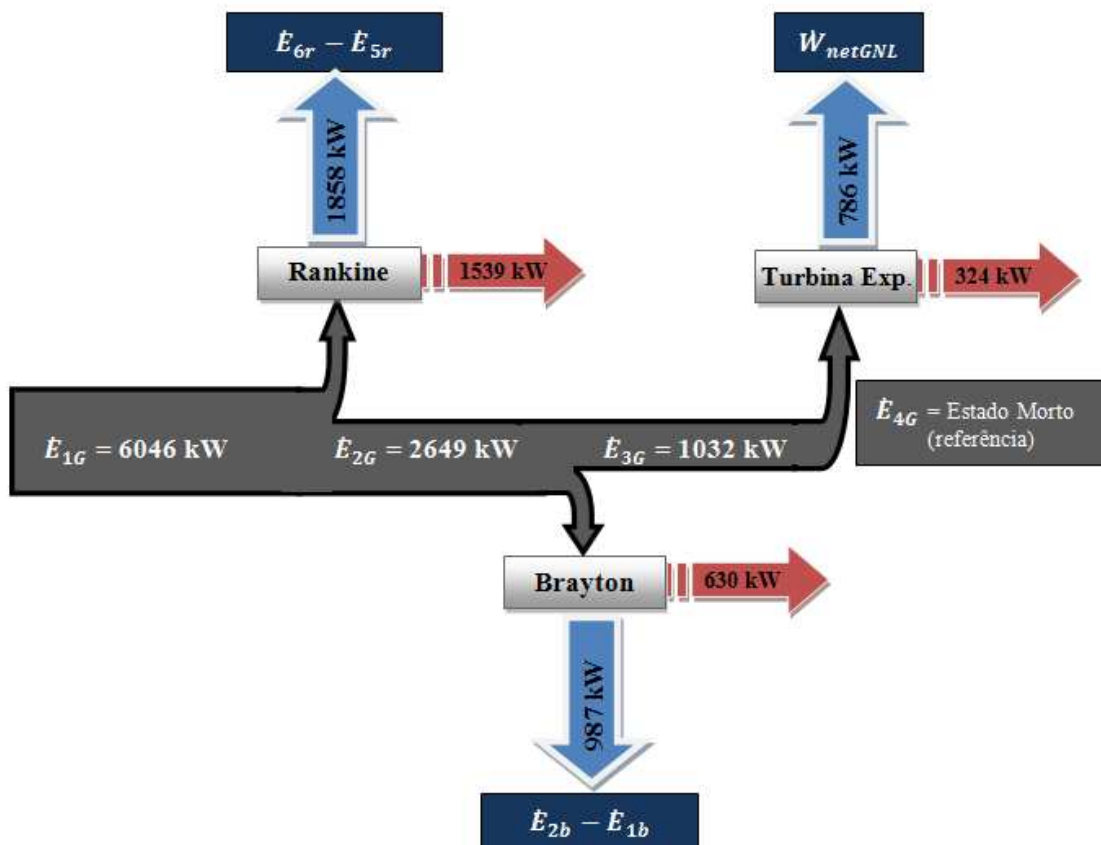 Ė₆ᵣ − Ė₅ᵣ
Ẇ_netGNL
1858 kW
786 kW
Rankine
1539 kW
Turbina Exp.
324 kW
Ė₁G = 6046 kW
Ė₂G = 2649 kW
Ė₃G = 1032 kW
Ė₄G = Estado Morto
(referência)
Brayton
630 kW
987 kW
Ė₂b − Ė₁b